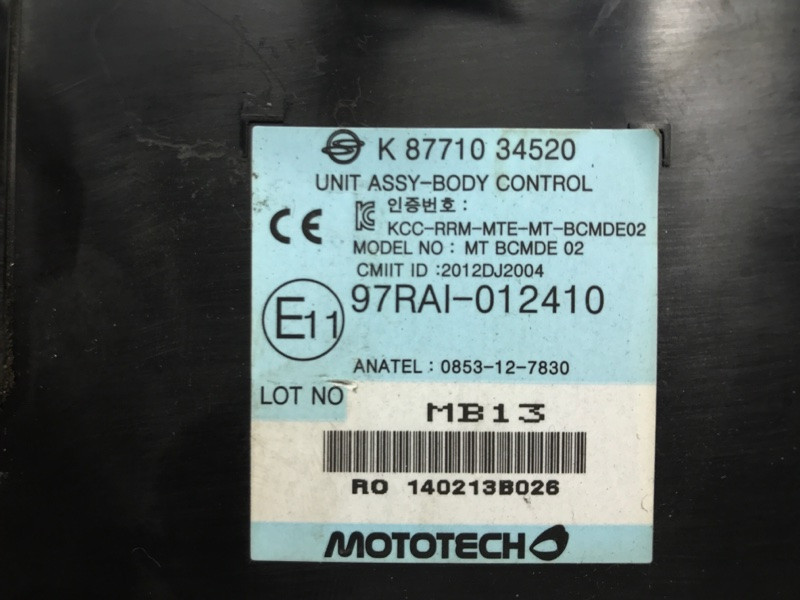 K 87710 34520
UNIT ASSY-BODY CONTROL
인증번호 :
KCC-RRM-MTE-MT-BCMDE02
MODEL NO : MT BCMDE 02
CMIIT ID :2012DJ2004
CE
E11
97RAI-012410
ANATEL : 0853-12-7830
LOT NO
MB13
RO 140213B026
MOTOTECH